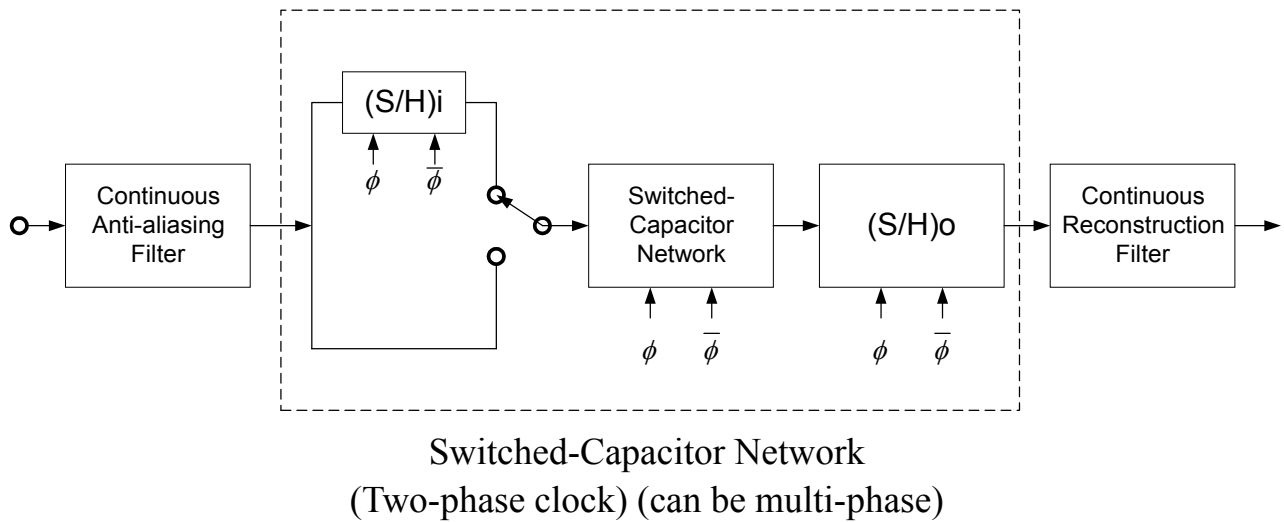 (S/H)i
ϕ ϕ̅
Continuous
Anti-aliasing
Filter
Switched-
Capacitor
Network
ϕ ϕ̅
(S/H)o
ϕ ϕ̅
Continuous
Reconstruction
Filter
Switched-Capacitor Network
(Two-phase clock) (can be multi-phase)